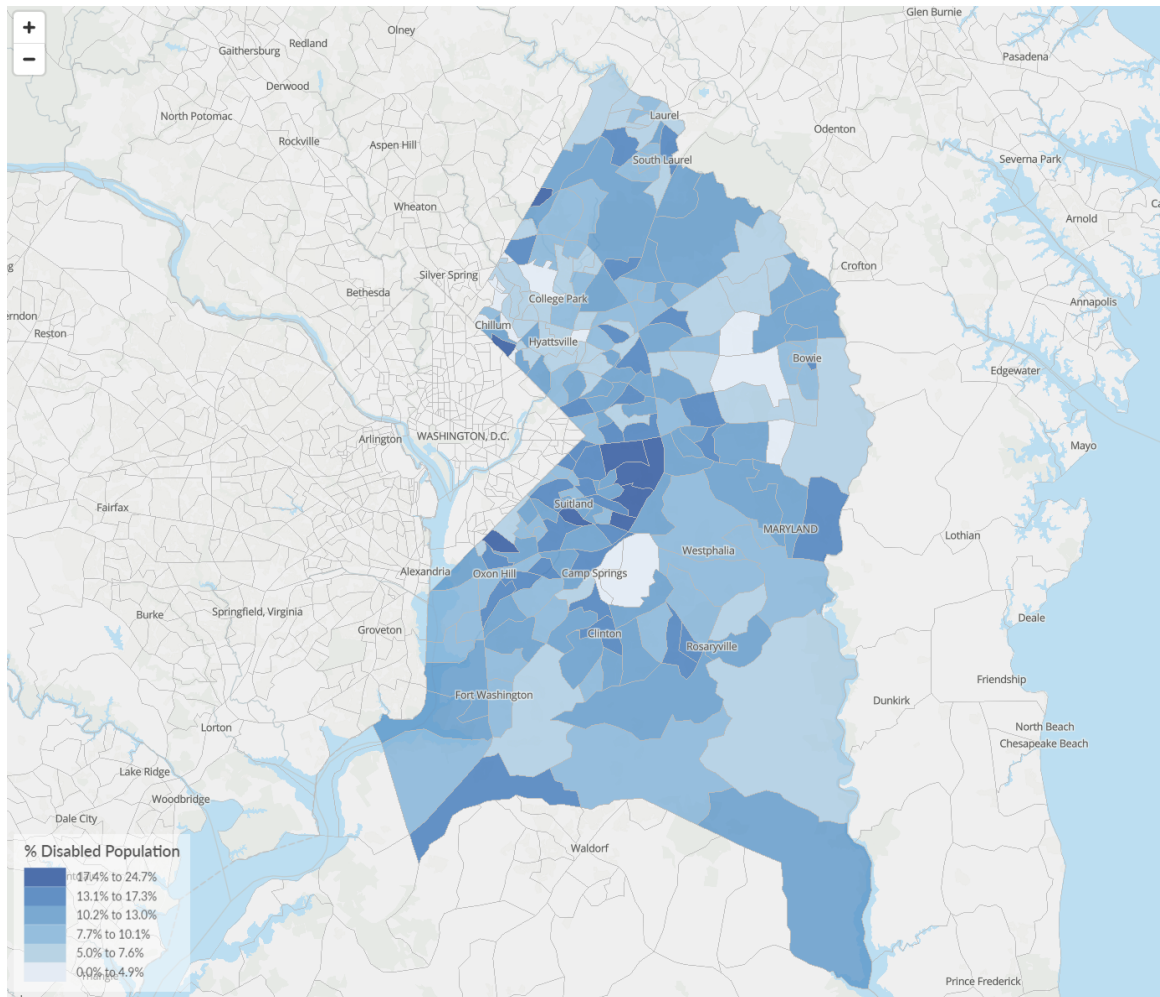 +
−
Glen Burnie
Olney
Redland
Gaithersburg
Pasadena
Derwood
North Potomac
Laurel
Odenton
Rockville
Aspen Hill
South Laurel
Severna Park
Wheaton
Arnold
Silver Spring
Crofton
Bethesda
College Park
Annapolis
erndon
Chillum
Reston
Hyattsville
Bowie
Edgewater
Arlington
WASHINGTON, D.C.
Mayo
Fairfax
Suitland
MARYLAND
Lothian
Westphalia
Alexandria
Oxon Hill
Camp Springs
Burke
Springfield, Virginia
Deale
Groveton
Clinton
Rosaryville
Friendship
Fort Washington
Dunkirk
Lorton
North Beach
Chesapeake Beach
Lake Ridge
Woodbridge
Dale City
Waldorf
% Disabled Population
17.4% to 24.7%
13.1% to 17.3%
10.2% to 13.0%
7.7% to 10.1%
5.0% to 7.6%
0.0% to 4.9%
Triangle
Prince Frederick